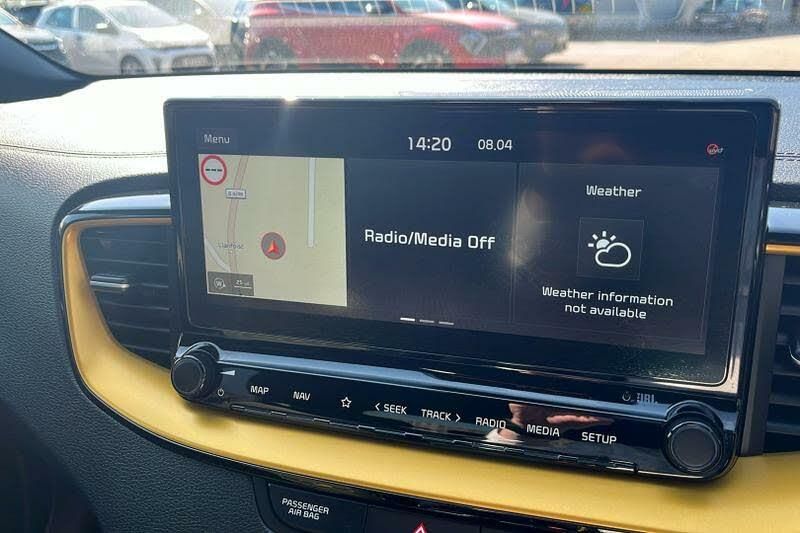 Menu
14:20
08.04
Llanfoist
Radio/Media Off
Weather
Weather information
not available
MAP
NAV
< SEEK
TRACK >
RADIO
MEDIA
SETUP
PASSENGER
AIR BAG